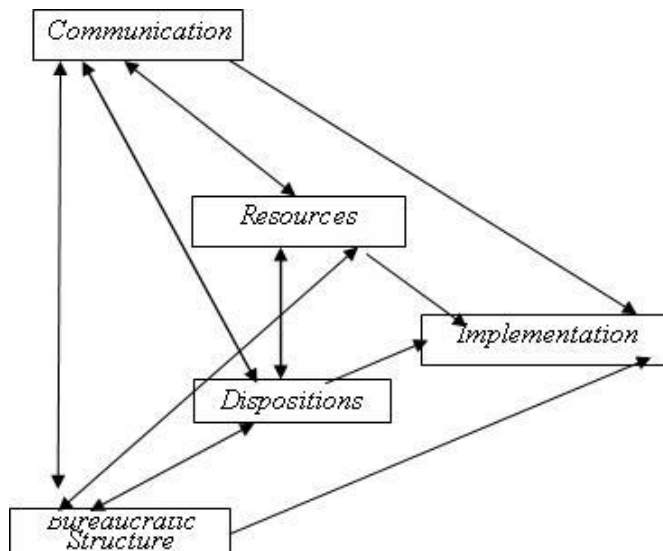 Communication
Resources
Implementation
Dispositions
Bureaucratic
Structure